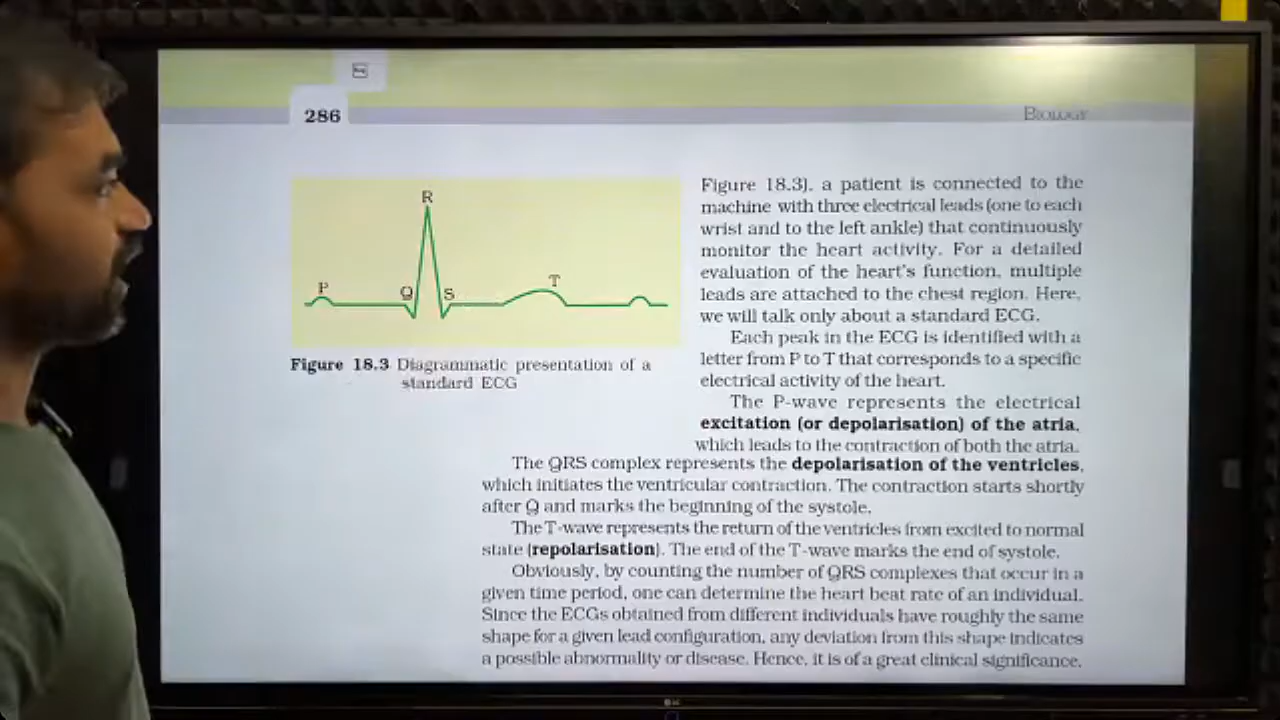 286
BIOLOGY
R
P
Q
S
T
Figure 18.3 Diagrammatic presentation of a
standard ECG
Figure 18.3), a patient is connected to the
machine with three electrical leads (one to each
wrist and to the left ankle) that continuously
monitor the heart activity. For a detailed
evaluation of the heart's function, multiple
leads are attached to the chest region. Here,
we will talk only about a standard ECG.
Each peak in the ECG is identified with a
letter from P to T that corresponds to a specific
electrical activity of the heart.
The P-wave represents the electrical
excitation (or depolarisation) of the atria,
which leads to the contraction of both the atria.
The QRS complex represents the depolarisation of the ventricles,
which initiates the ventricular contraction. The contraction starts shortly
after Q and marks the beginning of the systole.
The T-wave represents the return of the ventricles from excited to normal
state (repolarisation). The end of the T-wave marks the end of systole.
Obviously, by counting the number of QRS complexes that occur in a
given time period, one can determine the heart beat rate of an individual.
Since the ECGs obtained from different individuals have roughly the same
shape for a given lead configuration, any deviation from this shape indicates
a possible abnormality or disease. Hence, it is of a great clinical significance.